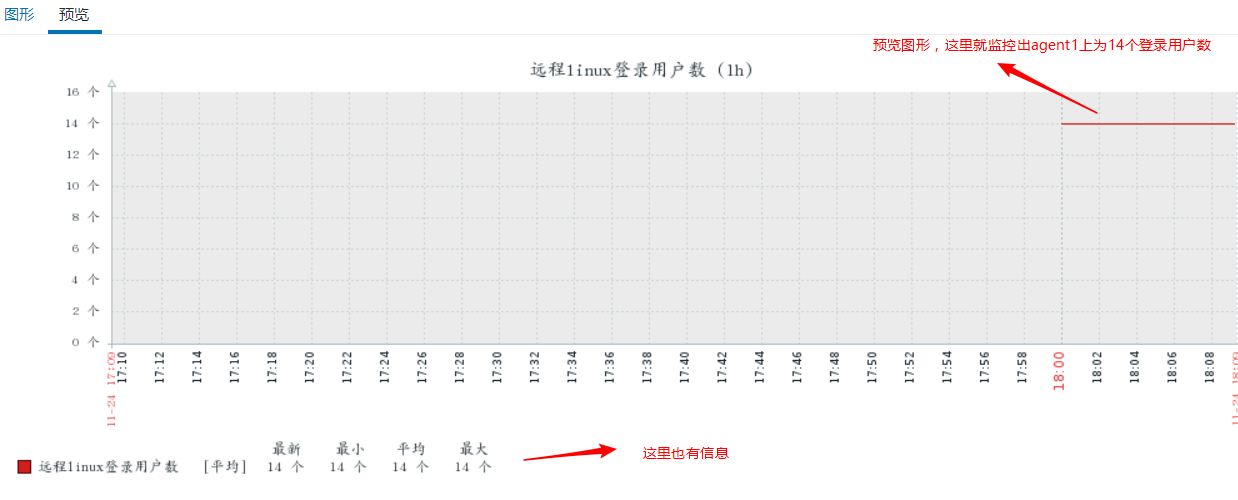 图形 预览
预览图形，这里就监控出agent1上为14个登录用户数
远程linux登录用户数 (1h)
16 个
14 个
12 个
10 个
8 个
6 个
4 个
2 个
0 个
11-24 17:09 17:10 17:12 17:14 17:16 17:18 17:20 17:22 17:24 17:26 17:28 17:30 17:32 17:34 17:36 17:38 17:40 17:42 17:44 17:46 17:48 17:50 17:52 17:54 17:56 17:58 18:00 18:02 18:04 18:06 18:08 11-24 18:09
最新 最小 平均 最大
远程linux登录用户数 [平均] 14 个 14 个 14 个 14 个
这里也有信息